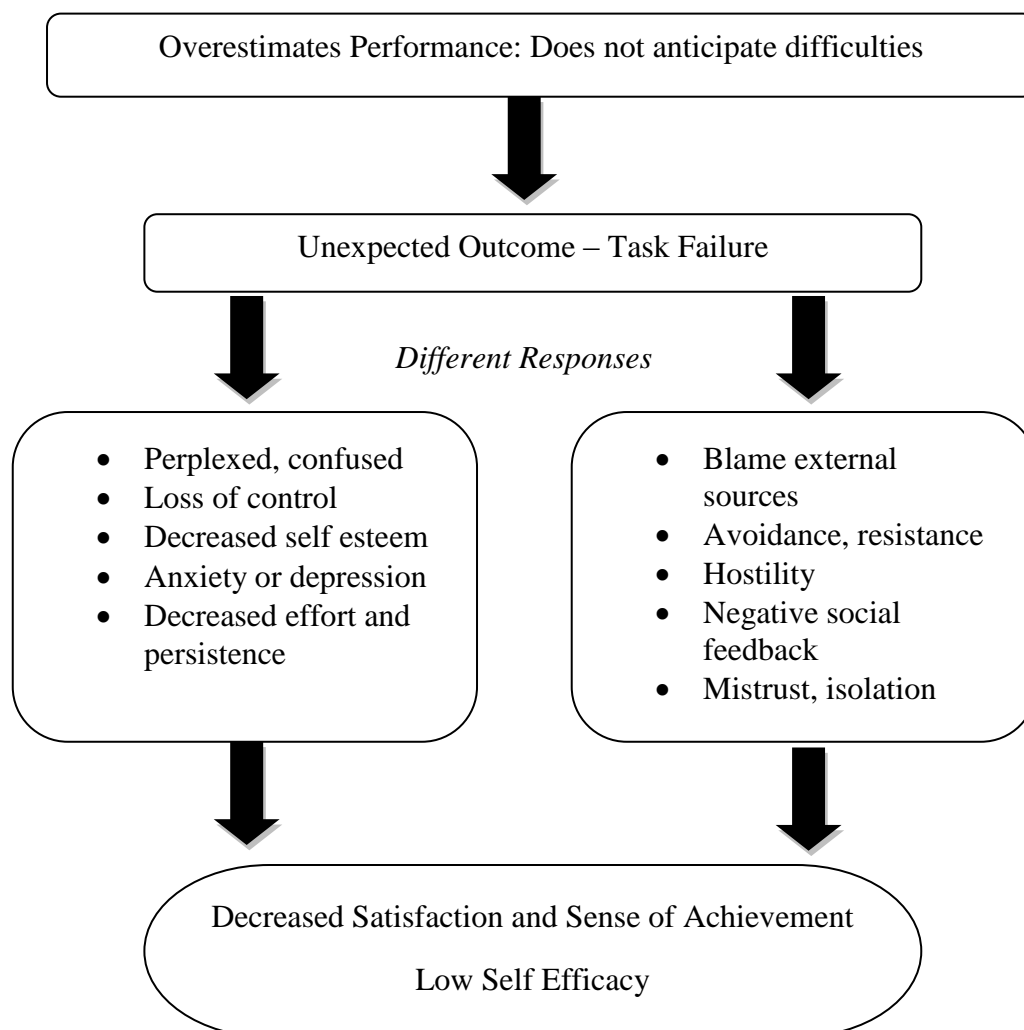 Overestimates Performance: Does not anticipate difficulties
Unexpected Outcome – Task Failure
Different Responses
• Perplexed, confused
• Loss of control
• Decreased self esteem
• Anxiety or depression
• Decreased effort and
persistence
• Blame external
sources
• Avoidance, resistance
• Hostility
• Negative social
feedback
• Mistrust, isolation
Decreased Satisfaction and Sense of Achievement
Low Self Efficacy